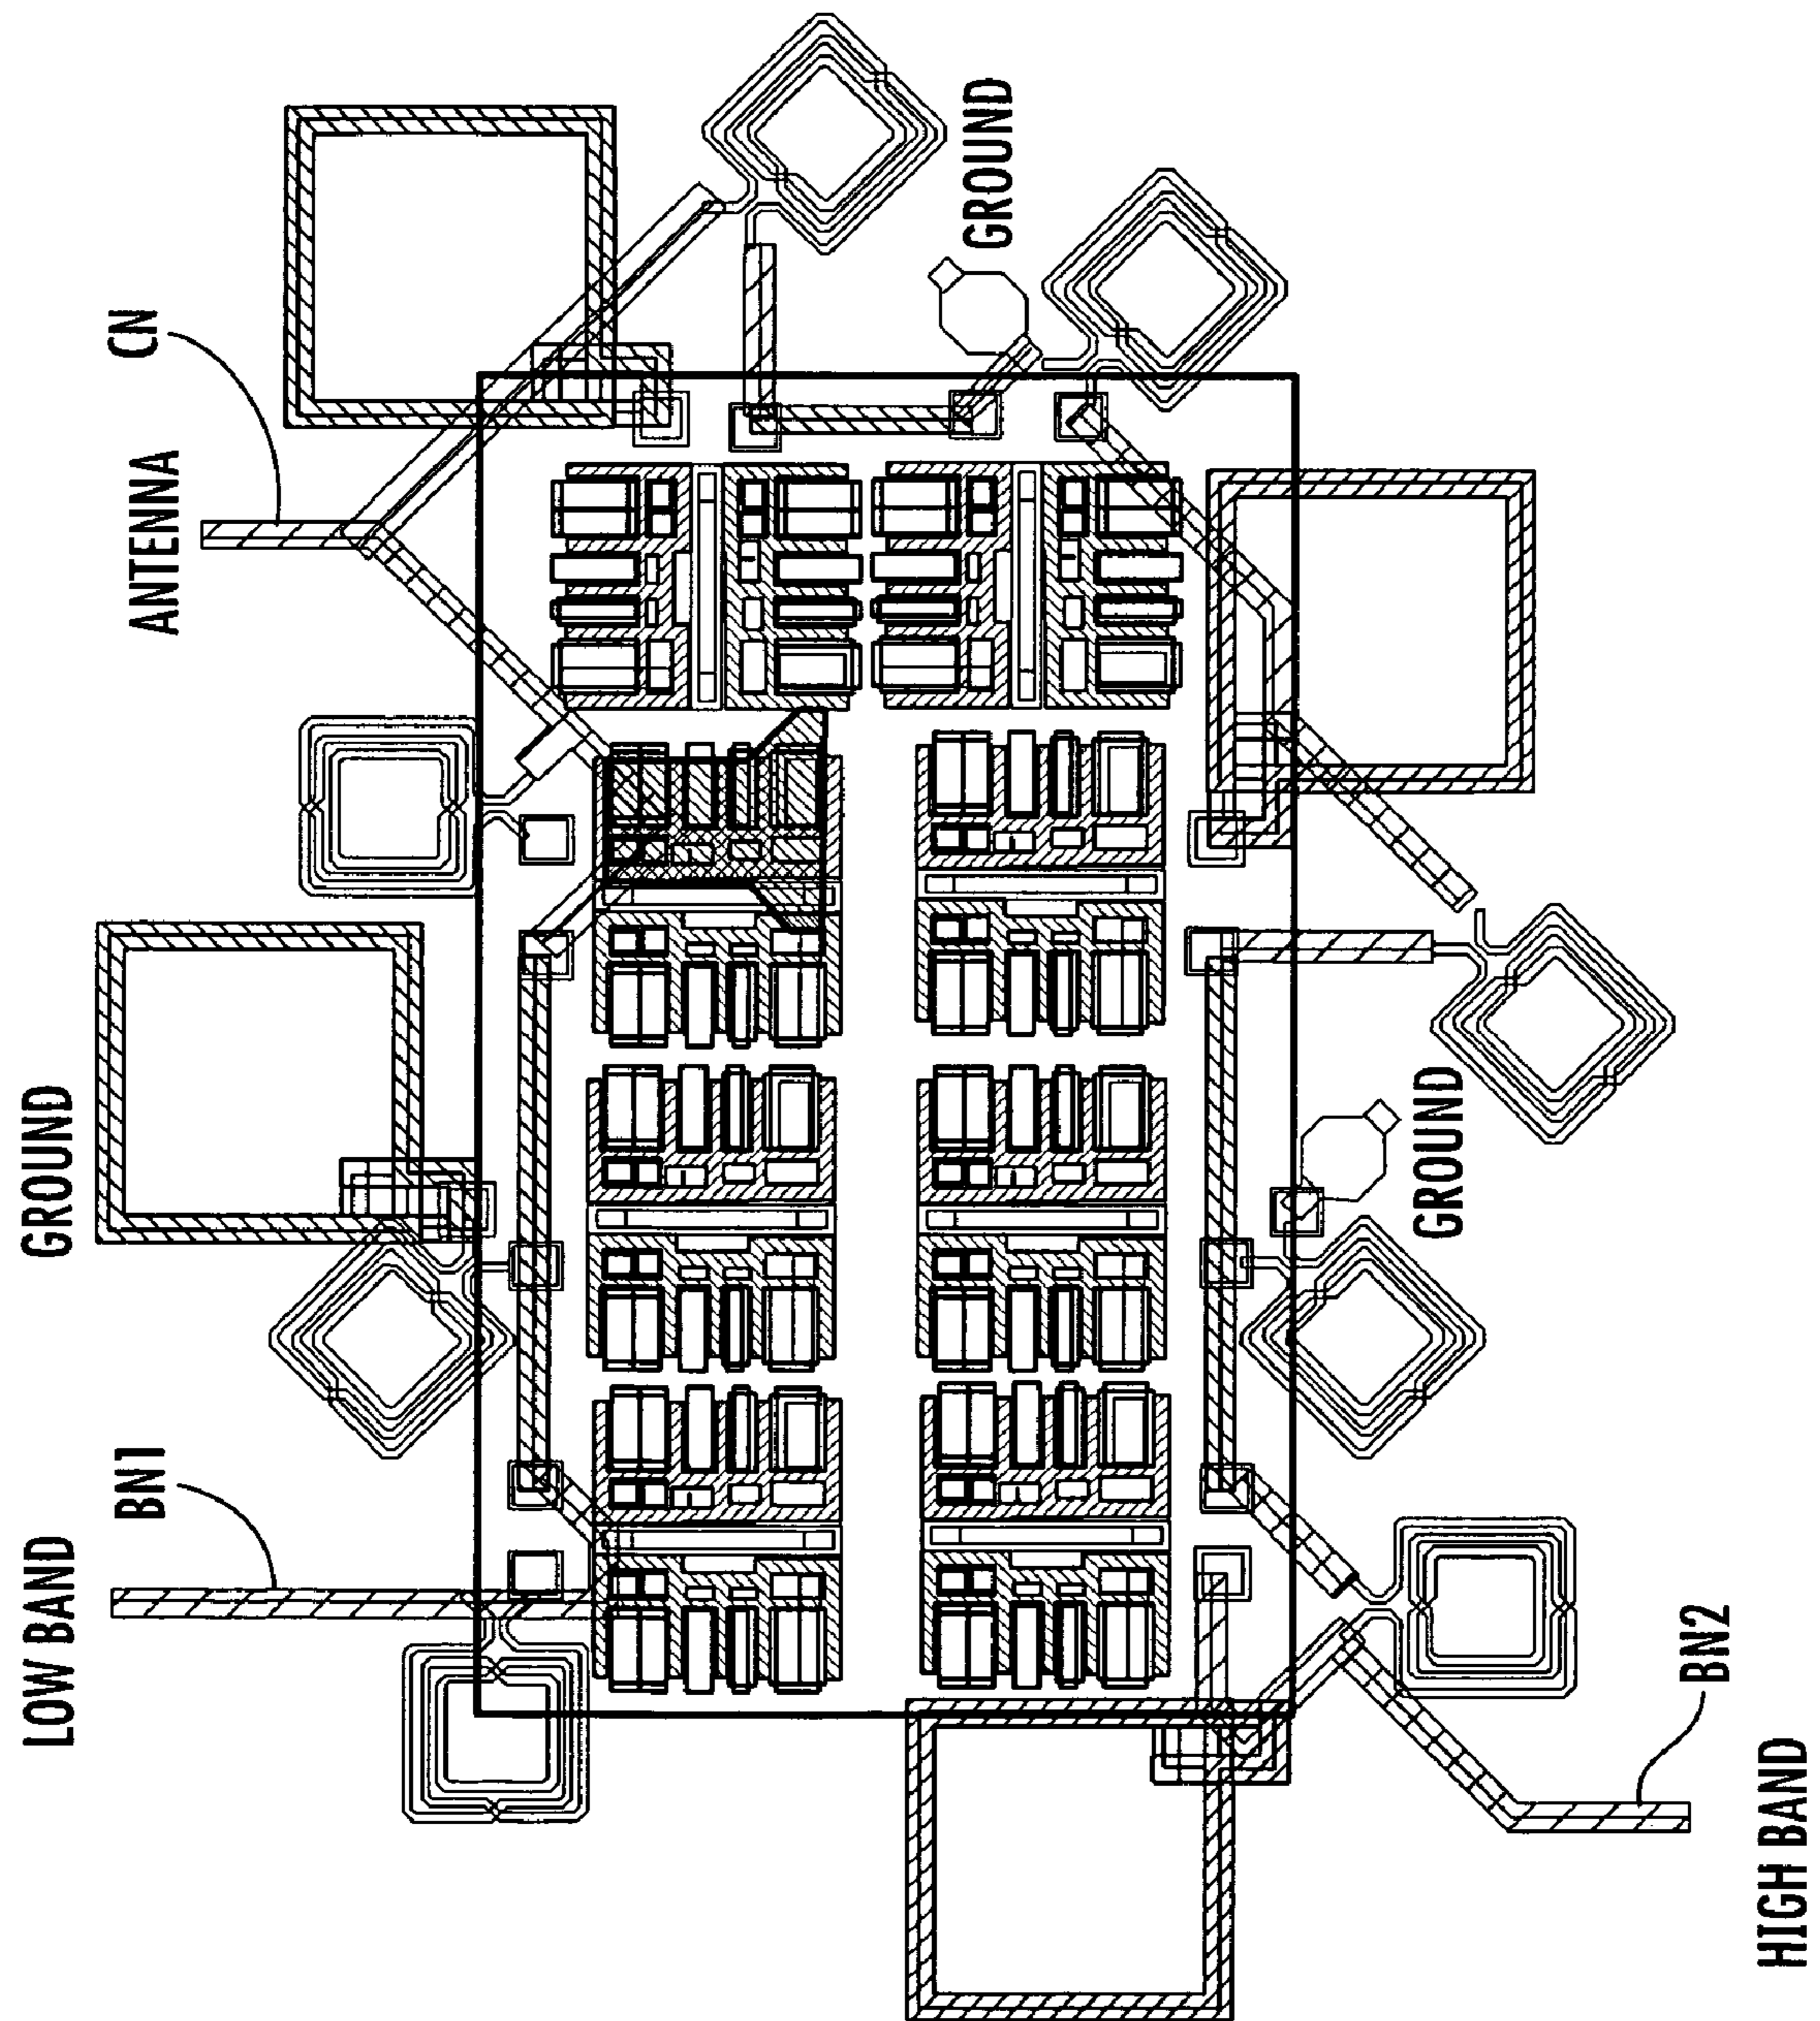 LOW BAND
BN1
GROUND
ANTENNA
CN
GROUND
HIGH BAND
BN2
GROUND